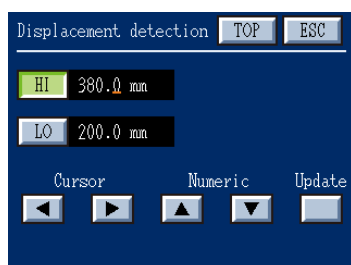 Displacement detection TOP ESC
HI 380.0 mm
LO 200.0 mm
Cursor Numeric Update